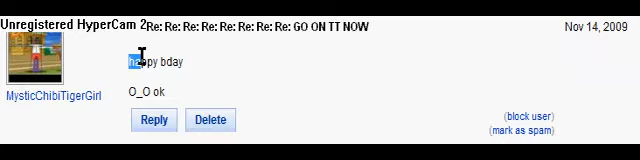 Unregistered HyperCam 2
Re: Re: Re: Re: Re: Re: Re: Re: GO ON TT NOW
Nov 14, 2009
happy bday
O_O ok
MysticChibiTigerGirl
Reply
Delete
(block user)
(mark as spam)